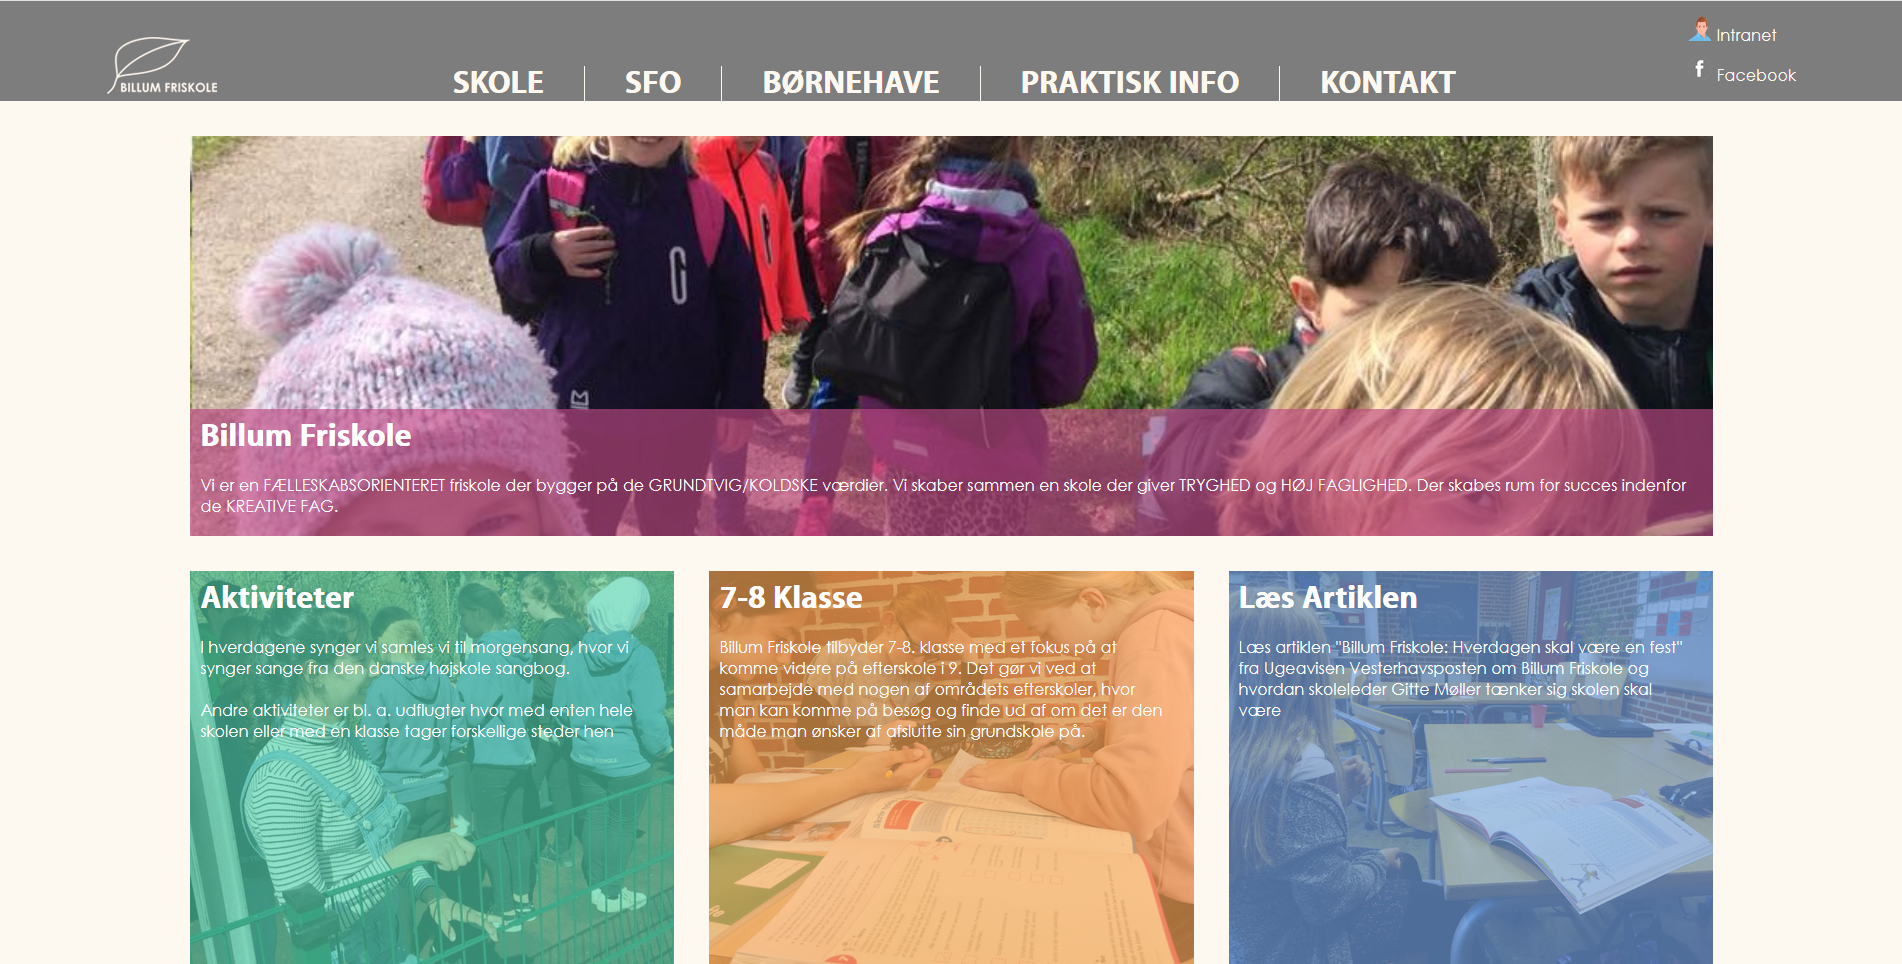 BILLUM FRISKOLE
SKOLE
SFO
BØRNEHAVE
PRAKTISK INFO
KONTAKT
Intranet
Facebook
Billum Friskole
Vi er en FÆLLESKABSORIENTERET friskole der bygger på de GRUNDTVIG/KOLDSKE værdier. Vi skaber sammen en skole der giver TRYGHED og HØJ FAGLIGHED. Der skabes rum for succes indenfor
de KREATIVE FAG.
Aktiviteter
I hverdagene synger vi samles vi til morgensang, hvor vi
synger sange fra den danske højskole sangbog.
Andre aktiviteter er bl. a. udflugter hvor med enten hele
skolen eller med en klasse tager forskellige steder hen
7-8 Klasse
Billum Friskole tilbyder 7-8. klasse med et fokus på at
komme videre på efterskole i 9. Det gør vi ved at
samarbejde med nogen af områdets efterskoler, hvor
man kan komme på besøg og finde ud af om det er den
måde man ønsker af afslutte sin grundskole på.
Læs Artiklen
Læs artiklen "Billum Friskole: Hverdagen skal være en fest"
fra Ugeavisen Vesterhavsposten om Billum Friskole og
hvordan skoleleder Gitte Møller tænker sig skolen skal
være